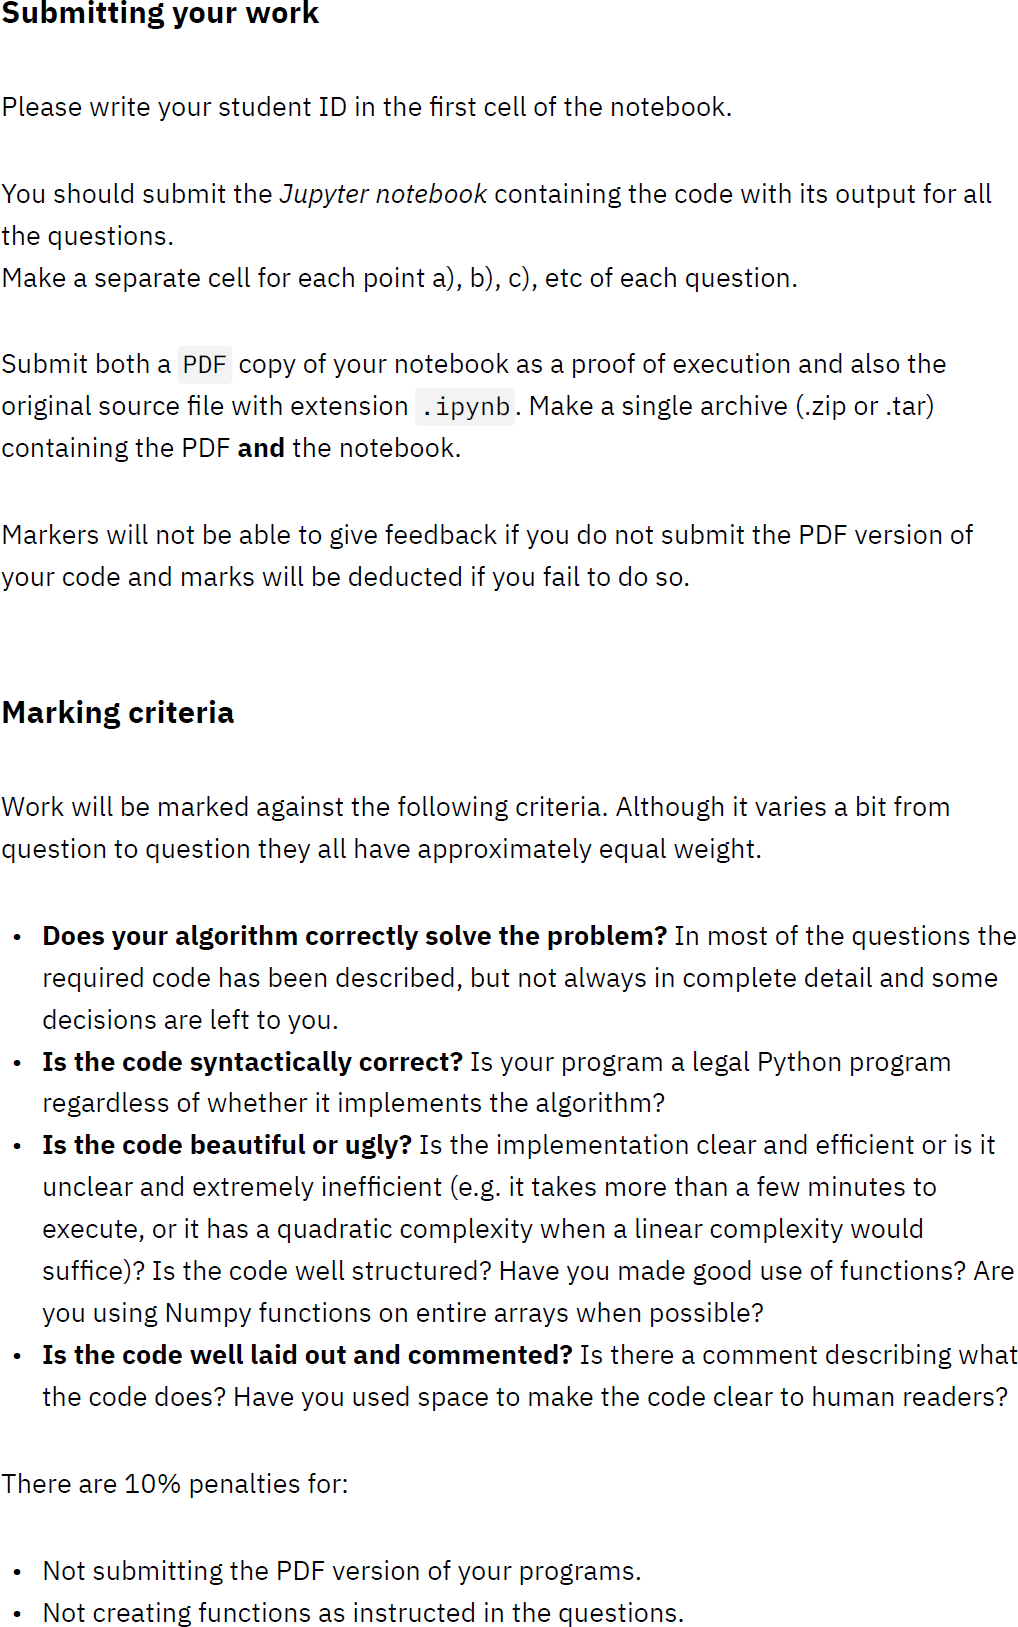 Submitting your work
Please write your student ID in the first cell of the notebook.
You should submit the Jupyter notebook containing the code with its output for all
the questions.
Make a separate cell for each point a), b), c), etc of each question.
Submit both a PDF copy of your notebook as a proof of execution and also the
original source file with extension .ipynb. Make a single archive (.zip or .tar)
containing the PDF and the notebook.
Markers will not be able to give feedback if you do not submit the PDF version of
your code and marks will be deducted if you fail to do so.
Marking criteria
Work will be marked against the following criteria. Although it varies a bit from
question to question they all have approximately equal weight.
• Does your algorithm correctly solve the problem? In most of the questions the
required code has been described, but not always in complete detail and some
decisions are left to you.
• Is the code syntactically correct? Is your program a legal Python program
regardless of whether it implements the algorithm?
• Is the code beautiful or ugly? Is the implementation clear and efficient or is it
unclear and extremely inefficient (e.g. it takes more than a few minutes to
execute, or it has a quadratic complexity when a linear complexity would
suffice)? Is the code well structured? Have you made good use of functions? Are
you using Numpy functions on entire arrays when possible?
• Is the code well laid out and commented? Is there a comment describing what
the code does? Have you used space to make the code clear to human readers?
There are 10% penalties for:
• Not submitting the PDF version of your programs.
• Not creating functions as instructed in the questions.